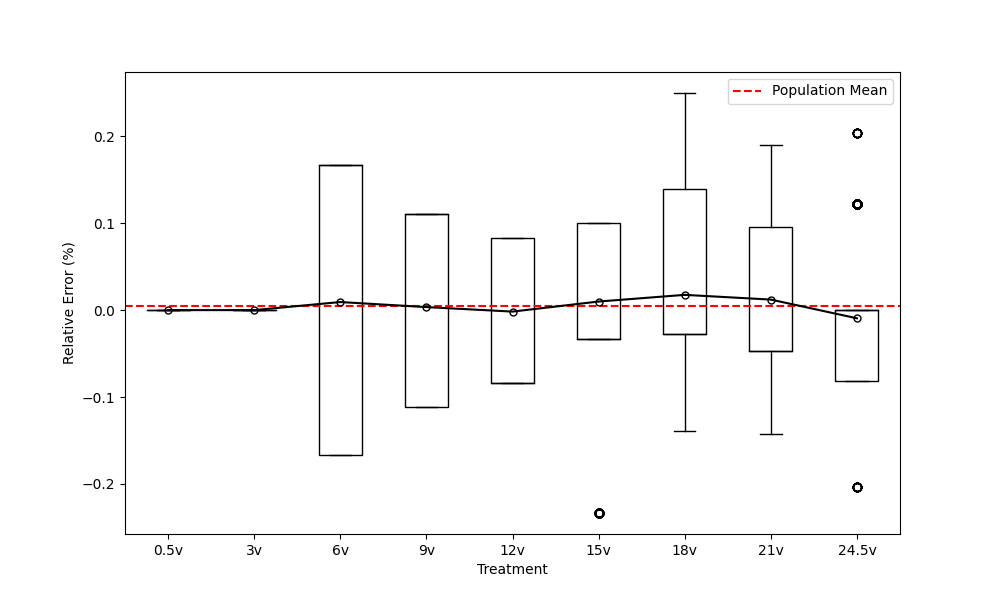 Population Mean
Relative Error (%)
0.2
0.1
0.0
−0.1
−0.2
0.5v 3v 6v 9v 12v 15v 18v 21v 24.5v
Treatment